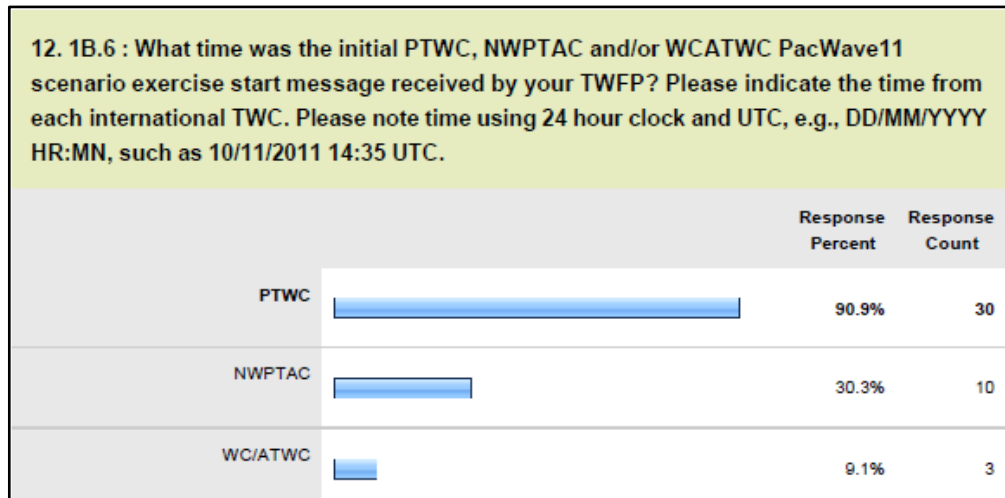 12. 1B.6 : What time was the initial PTWC, NWPTAC and/or WCATWC PacWave11
scenario exercise start message received by your TWFP? Please indicate the time from
each international TWC. Please note time using 24 hour clock and UTC, e.g., DD/MM/YYYY
HR:MN, such as 10/11/2011 14:35 UTC.
Response Percent Response Count
PTWC 90.9% 30
NWPTAC 30.3% 10
WC/ATWC 9.1% 3